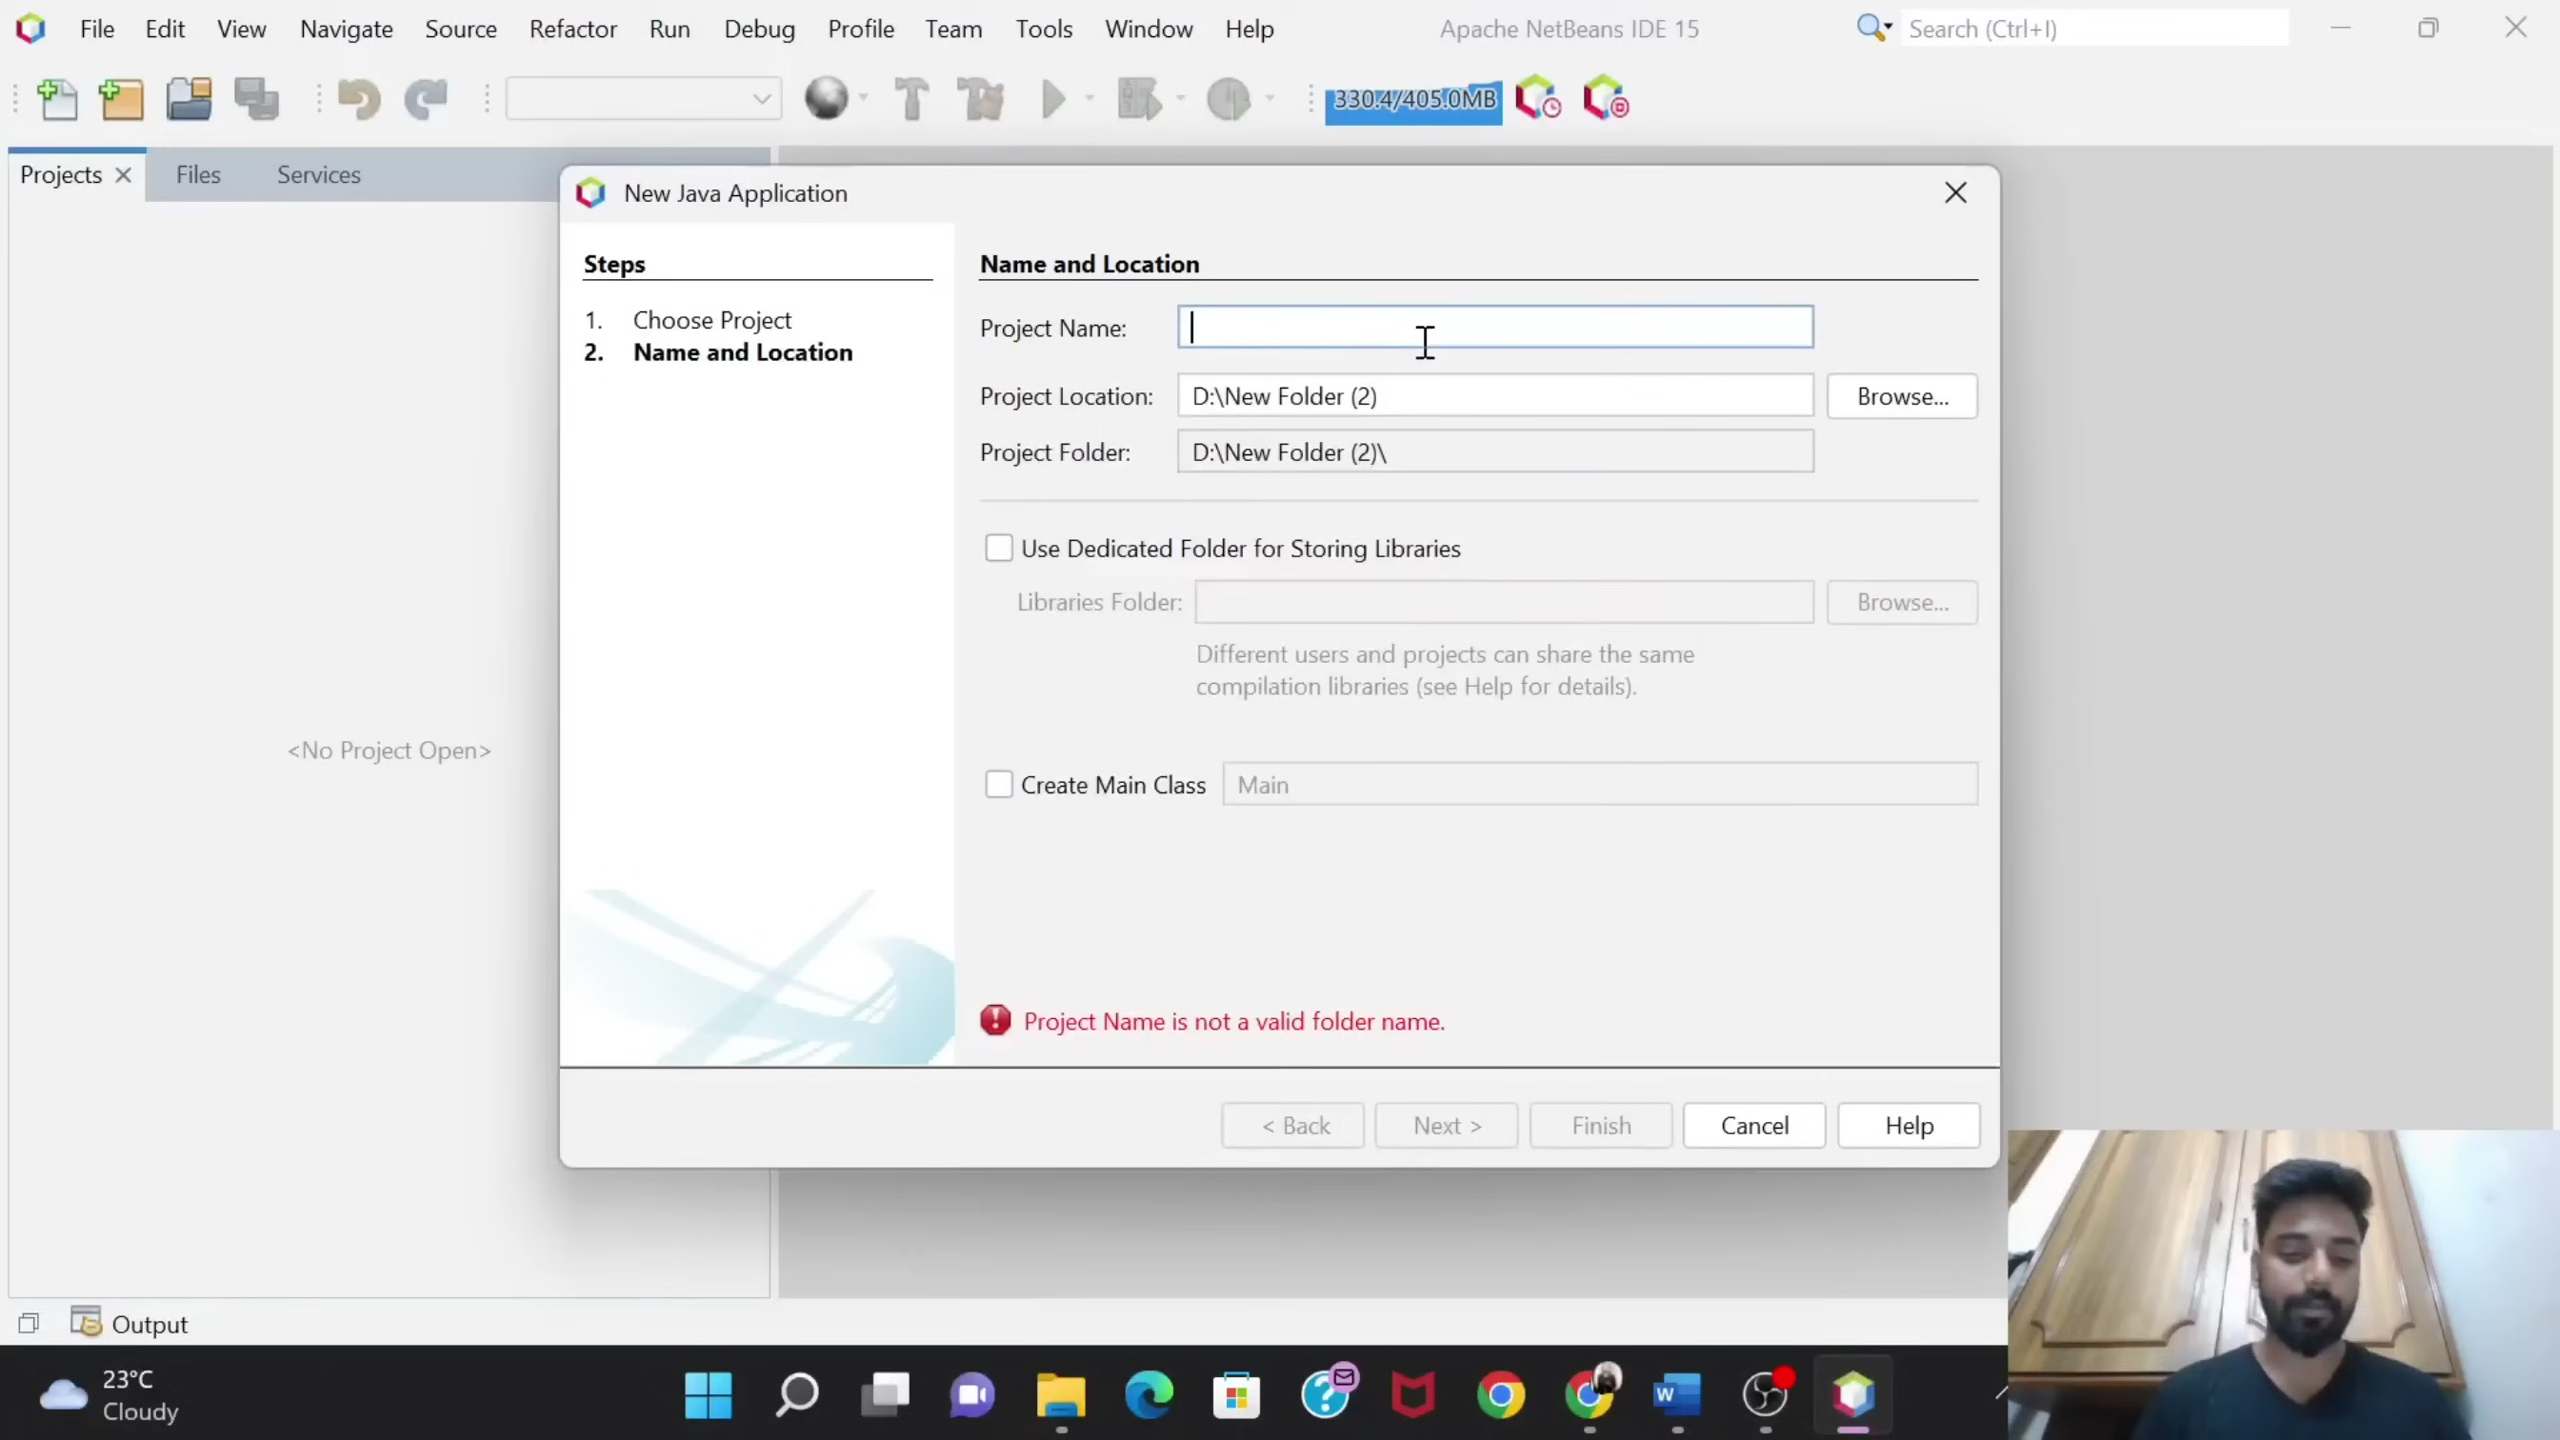 File Edit View Navigate Source Refactor Run Debug Profile Team Tools Window Help Apache NetBeans IDE 15 Search (Ctrl+I)
330.4/405.0MB
Projects Files Services
New Java Application
Steps
1. Choose Project
2. Name and Location
Name and Location
Project Name:
Project Location: D:\New Folder (2) Browse...
Project Folder: D:\New Folder (2)\
Use Dedicated Folder for Storing Libraries
Libraries Folder: Browse...
Different users and projects can share the same
compilation libraries (see Help for details).
<No Project Open>
Create Main Class Main
Project Name is not a valid folder name.
< Back Next > Finish Cancel Help
Output
23°C
Cloudy